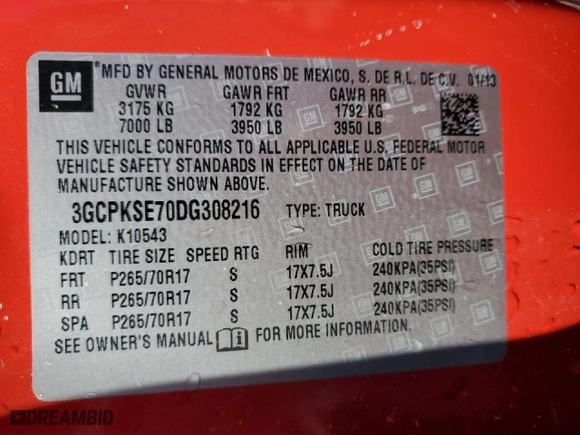 GM ®MFD BY GENERAL MOTORS DE MEXICO, S. DE R.L. DE C.V. 01/13
GVWR GAWR FRT GAWR RR
3175 KG 1792 KG 1792 KG
7000 LB 3950 LB 3950 LB
THIS VEHICLE CONFORMS TO ALL APPLICABLE U.S. FEDERAL MOTOR
VEHICLE SAFETY STANDARDS IN EFFECT ON THE DATE OF
MANUFACTURE SHOWN ABOVE.
3GCPKSE70DG308216 TYPE: TRUCK
MODEL: K10543
KDRT TIRE SIZE SPEED RTG RIM COLD TIRE PRESSURE
FRT P265/70R17 S 17X7.5J 240KPA(35PSI)
RR P265/70R17 S 17X7.5J 240KPA(35PSI)
SPA P265/70R17 S 17X7.5J 240KPA(35PSI)
SEE OWNER'S MANUAL FOR MORE INFORMATION.
DREAMBID